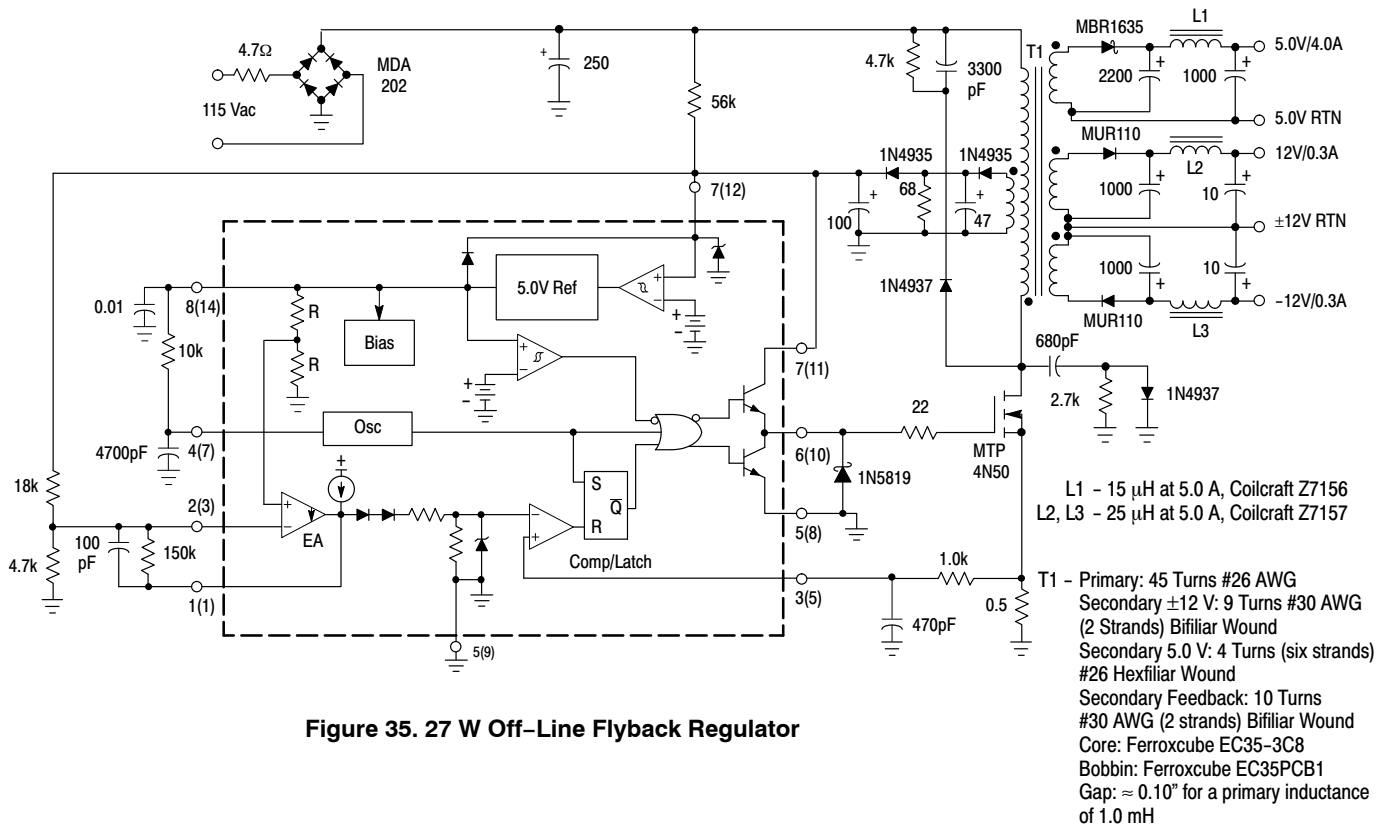 4.7Ω
MDA
202
115 Vac
+
250
56k
4.7k
3300
pF
T1
MBR1635
L1
+
2200
+
1000
5.0V/4.0A
5.0V RTN
MUR110
L2
12V/0.3A
1000
+
10
+
±12V RTN
1000
+
10
+
MUR110
L3
-12V/0.3A
1N4935
1N4935
68
+
100
+
47
7(12)
0.01
8(14)
R
R
Bias
5.0V Ref
+
–
+
–
1N4937
10k
+
–
+
–
7(11)
680pF
2.7k
1N4937
4700pF
4(7)
Osc
6(10)
22
MTP
4N50
1N5819
18k
2(3)
+
+
–
EA
–
+
S
Q
R
Comp/Latch
5(8)
100
pF
150k
4.7k
1(1)
3(5)
1.0k
470pF
0.5
5(9)
L1 – 15 μH at 5.0 A, Coilcraft Z7156
L2, L3 – 25 μH at 5.0 A, Coilcraft Z7157
T1 – Primary: 45 Turns #26 AWG
Secondary ±12 V: 9 Turns #30 AWG
(2 Strands) Bifiliar Wound
Secondary 5.0 V: 4 Turns (six strands)
#26 Hexfiliar Wound
Secondary Feedback: 10 Turns
#30 AWG (2 strands) Bifiliar Wound
Core: Ferroxcube EC35–3C8
Bobbin: Ferroxcube EC35PCB1
Gap: ≈ 0.10" for a primary inductance
of 1.0 mH
Figure 35. 27 W Off–Line Flyback Regulator